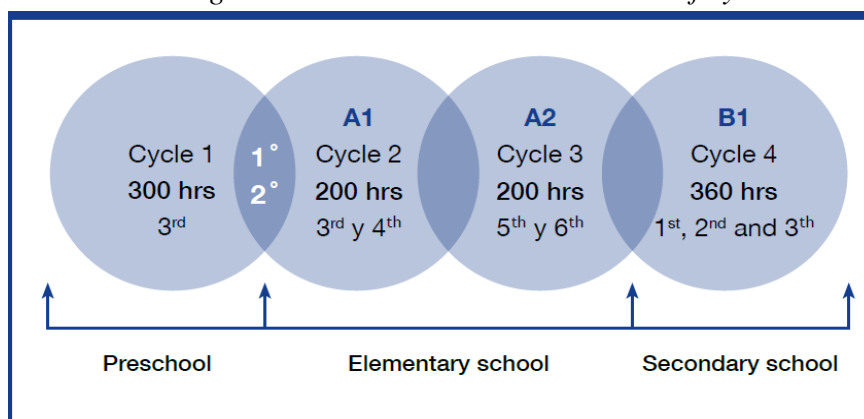 A1
A2
B1
Cycle 1
1°
Cycle 2
Cycle 3
Cycle 4
300 hrs
2°
200 hrs
200 hrs
360 hrs
3rd
3rd y 4th
5th y 6th
1st, 2nd and 3th
Preschool
Elementary school
Secondary school